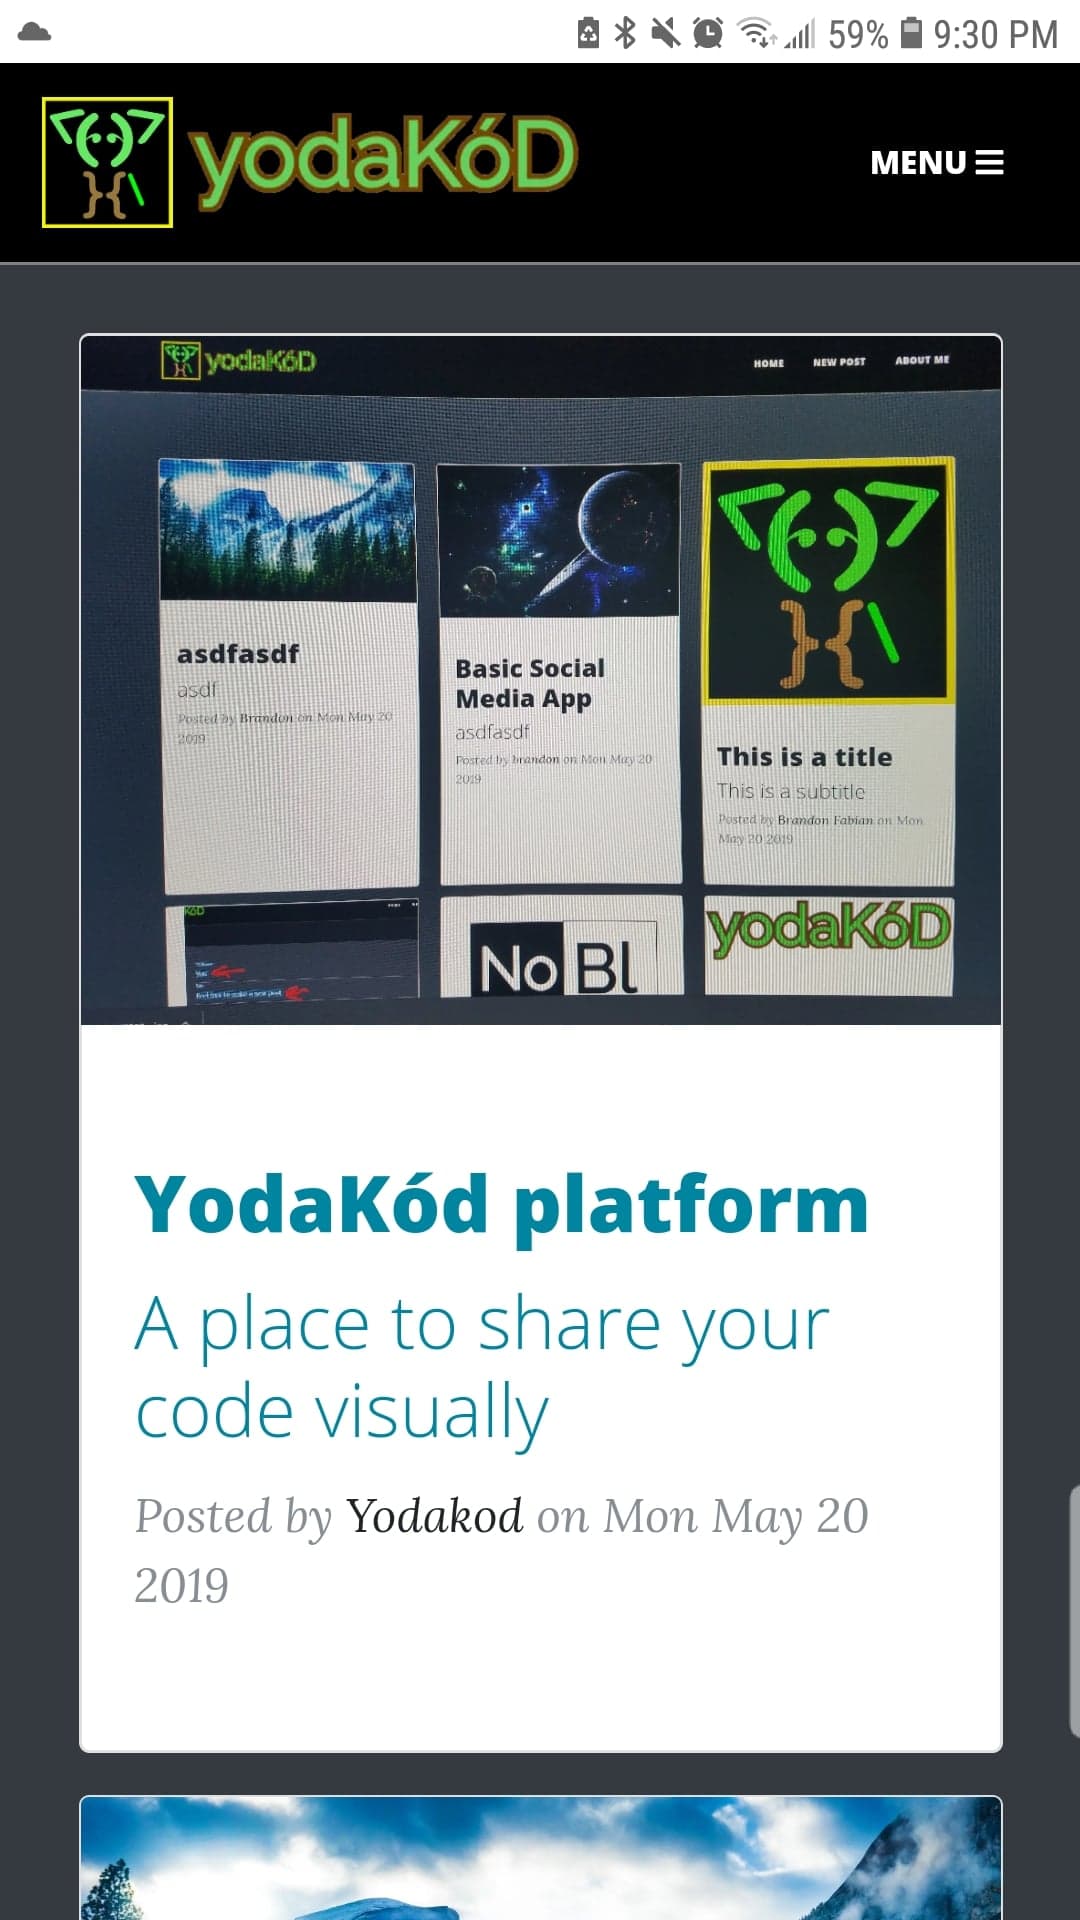 59% 9:30 PM
yodaKóD
MENU
yodaKóD
HOME NEW POST ABOUT ME
asdfasdf
asdf
Posted by Brandon on Mon May 20
2019
Basic Social
Media App
asdfasdf
Posted by brandon on Mon May 20
2019
This is a title
This is a subtitle
Posted by Brandon Fabian on Mon
May 20 2019
KóD
No Bl
yodaKóD
YodaKód platform
A place to share your
code visually
Posted by Yodakod on Mon May 20
2019